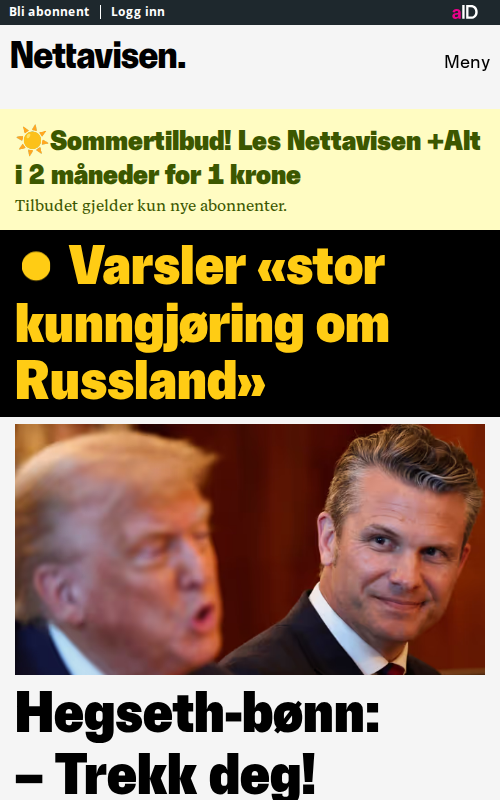 Bli abonnent
Logg inn
aID
Nettavisen.
Meny
☀️Sommertilbud! Les Nettavisen +Alt
i 2 måneder for 1 krone
Tilbudet gjelder kun nye abonnenter.
● Varsler «stor
kunngjøring om
Russland»
Hegseth-bønn:
– Trekk deg!